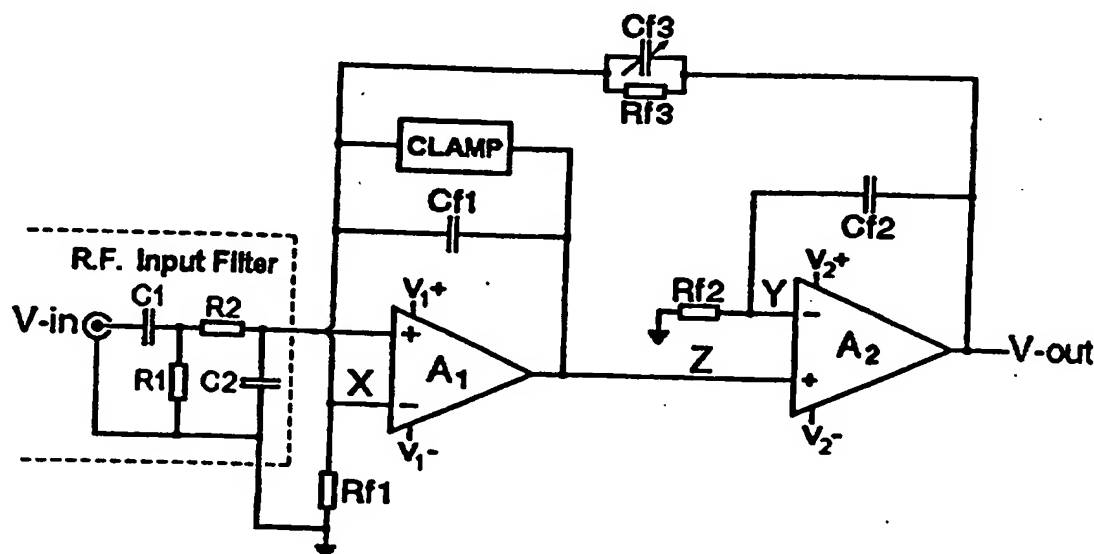 Cf3
Rf3
CLAMP
Cf1
Cf2
R.F. Input Filter
V₂+
C1
R2
V₁+
Rf2
Y
−
V-in
+
A₂
V-out
R1
C2
X
A₁
Z
+
−
V₂-
V₁-
Rf1